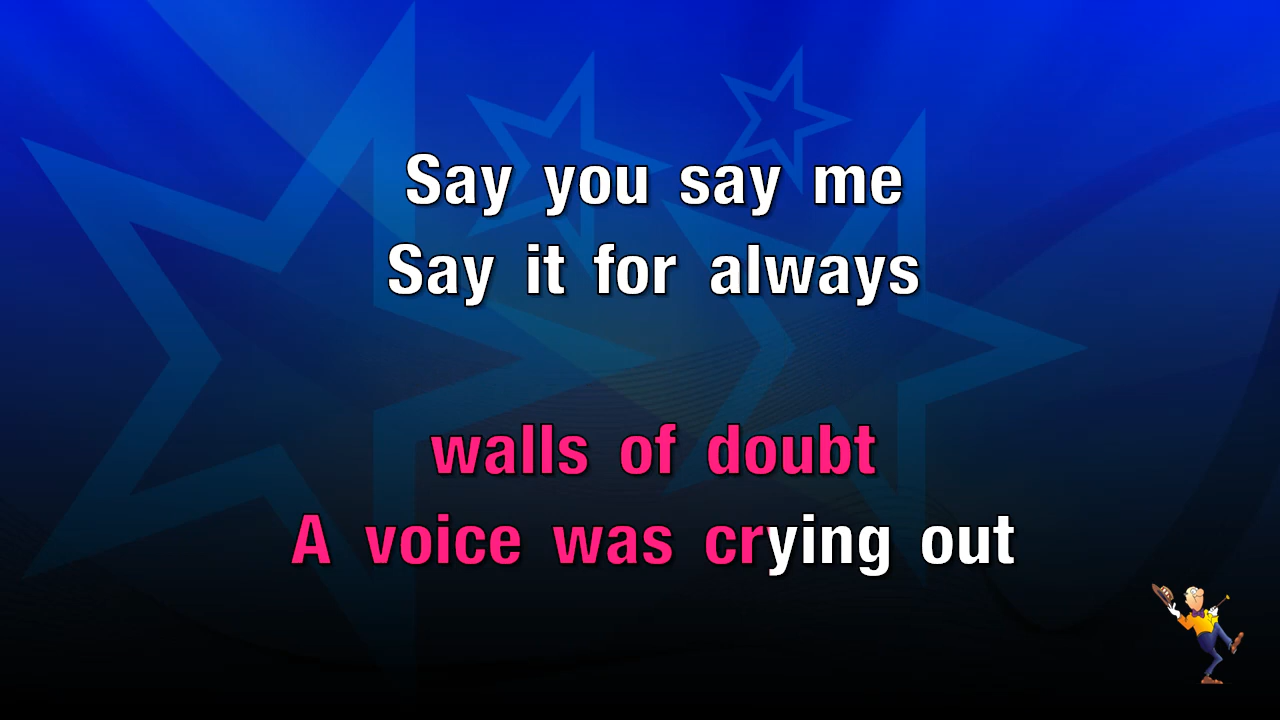 Say you say me
Say it for always
walls of doubt
A voice was crying out